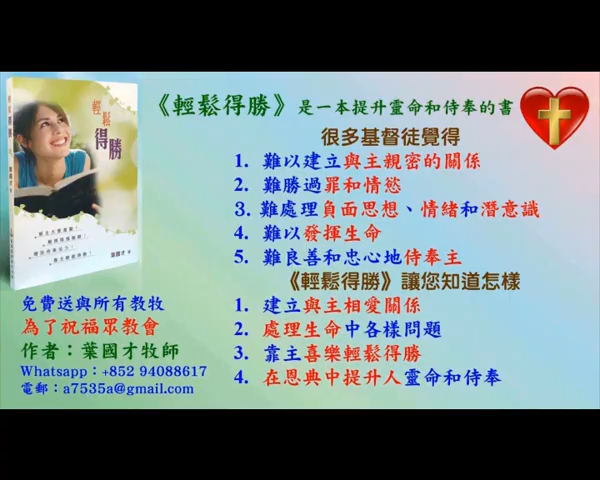 輕鬆
得勝
輕鬆得勝
葉國才 著
《輕鬆得勝》是一本提升靈命和侍奉的書
很多基督徒覺得
1. 難以建立與主親密的關係
2. 難勝過罪和情慾
3. 難處理負面思想、情緒和潛意識
4. 難以發揮生命
5. 難良善和忠心地侍奉主
《輕鬆得勝》讓您知道怎樣
1. 建立與主相愛關係
2. 處理生命中各樣問題
3. 靠主喜樂輕鬆得勝
4. 在恩典中提升人靈命和侍奉
免費送與所有教牧
為了祝福眾教會
作者：葉國才牧師
Whatsapp：+852 94088617
電郵：a7535a@gmail.com